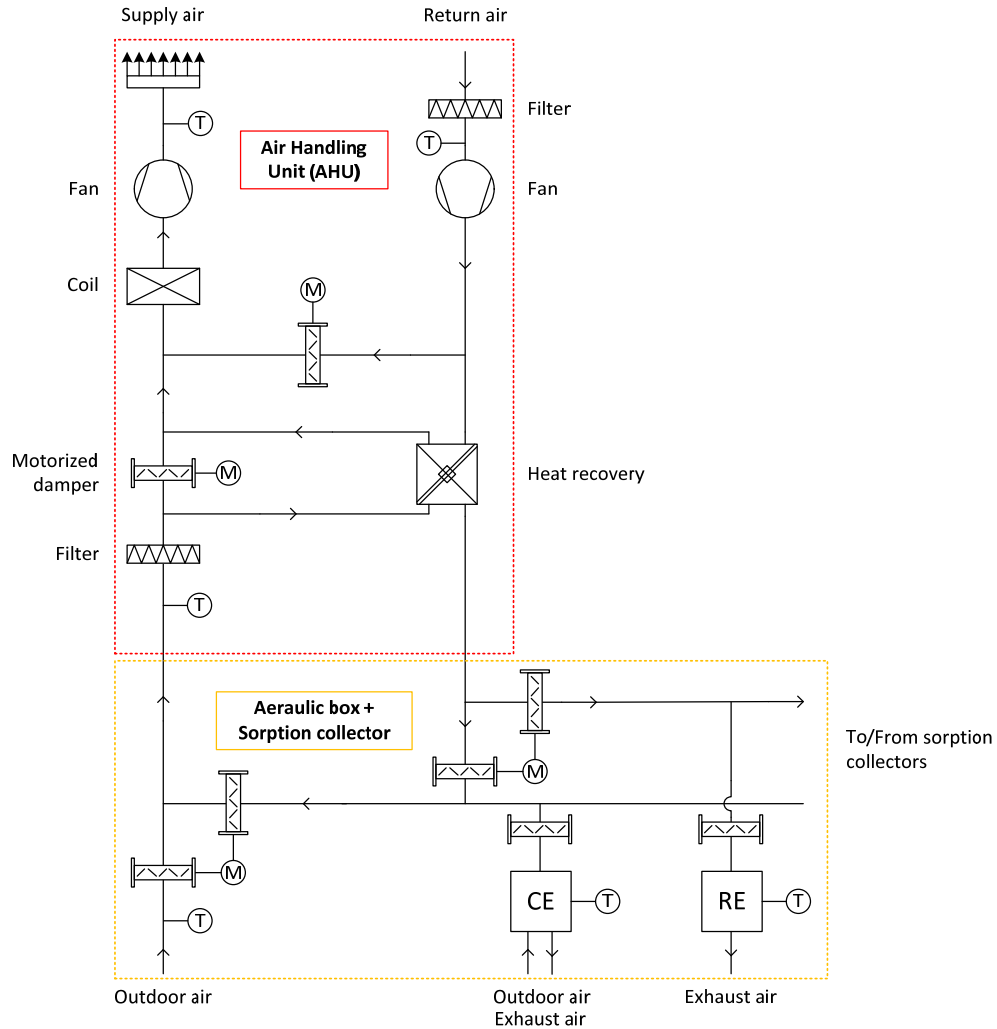 Supply air
Return air
Filter
T
T
Air Handling
Unit (AHU)
Fan
Fan
Coil
M
Motorized
damper
M
Heat recovery
Filter
T
Aeraulic box +
Sorption collector
To/From sorption
collectors
M
M
T
CE
T
RE
T
Outdoor air
Outdoor air
Exhaust air
Exhaust air